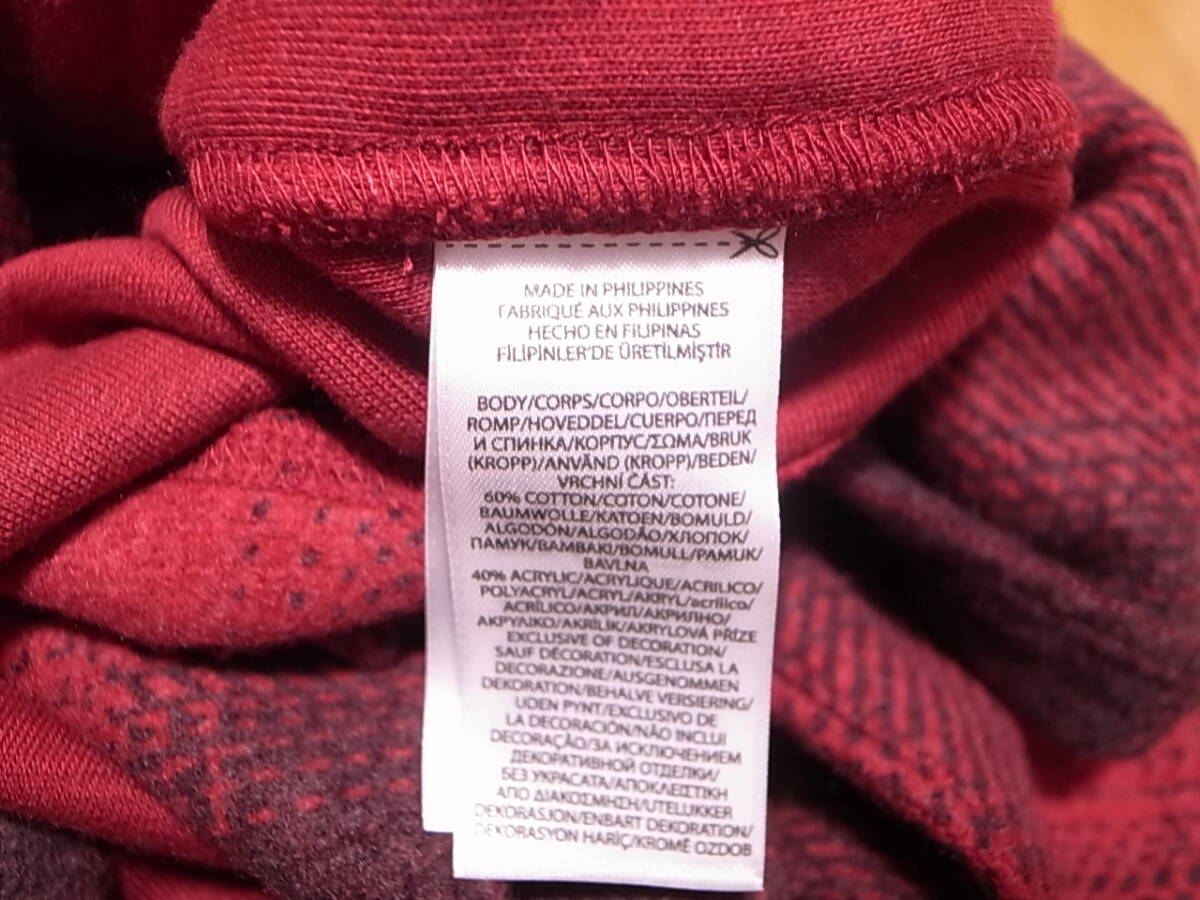 MADE IN PHILIPPINES
FABRIQUÉ AUX PHILIPPINES
HECHO EN FILIPINAS
FİLİPİNLER'DE ÜRETİLMİŞTİR
BODY/CORPS/CORPO/OBERTEIL/
ROMP/HOVEDDEL/CUERPO/ПЕРЕД
И СПИНКА/КОРПУС/ΣΩΜΑ/BRUK
(KROPP)/ANVÄND (KROPP)/BEDEN/
VRCHNÍ ČÁST:
60% COTTON/COTON/COTONE/
BAUMWOLLE/KATOEN/BOMULD/
ALGODÓN/ALGODÃO/ХЛОПОК/
ПАМУК/ΒΑΜΒΑΚΙ/BOMULL/PAMUK/
BAVLNA
40% ACRYLIC/ACRYLIQUE/ACRILICO/
POLYACRYL/ACRYL/AKRYL/acrílico/
ACRÍLICO/АКРИЛ/АКРИЛНО/
ΑΚΡΥΛΙΚΟ/AKRİLİK/AKRYLOVÁ PŘÍZE
EXCLUSIVE OF DECORATION/
SAUF DÉCORATION/ESCLUSA LA
DECORAZIONE/AUSGENOMMEN
DEKORATION/BEHALVE VERSIERING/
UDEN PYNT/EXCLUSIVO DE
LA DECORACIÓN/NÃO INCLUI
DECORAÇÃO/ЗА ИСКЛЮЧЕНИЕМ
ДЕКОРАТИВНОЙ ОТДЕЛКИ/
БЕЗ УКРАСАТА/ΑΠΟΚΛΕΙΣΤΙΚΗ
ΑΠΟ ΔΙΑΚΟΣΜΗΣΗ/UTELUKKER
DEKORASJON/ENBART DEKORATION/
DEKORASYON HARİÇ/KROMĚ OZDOB